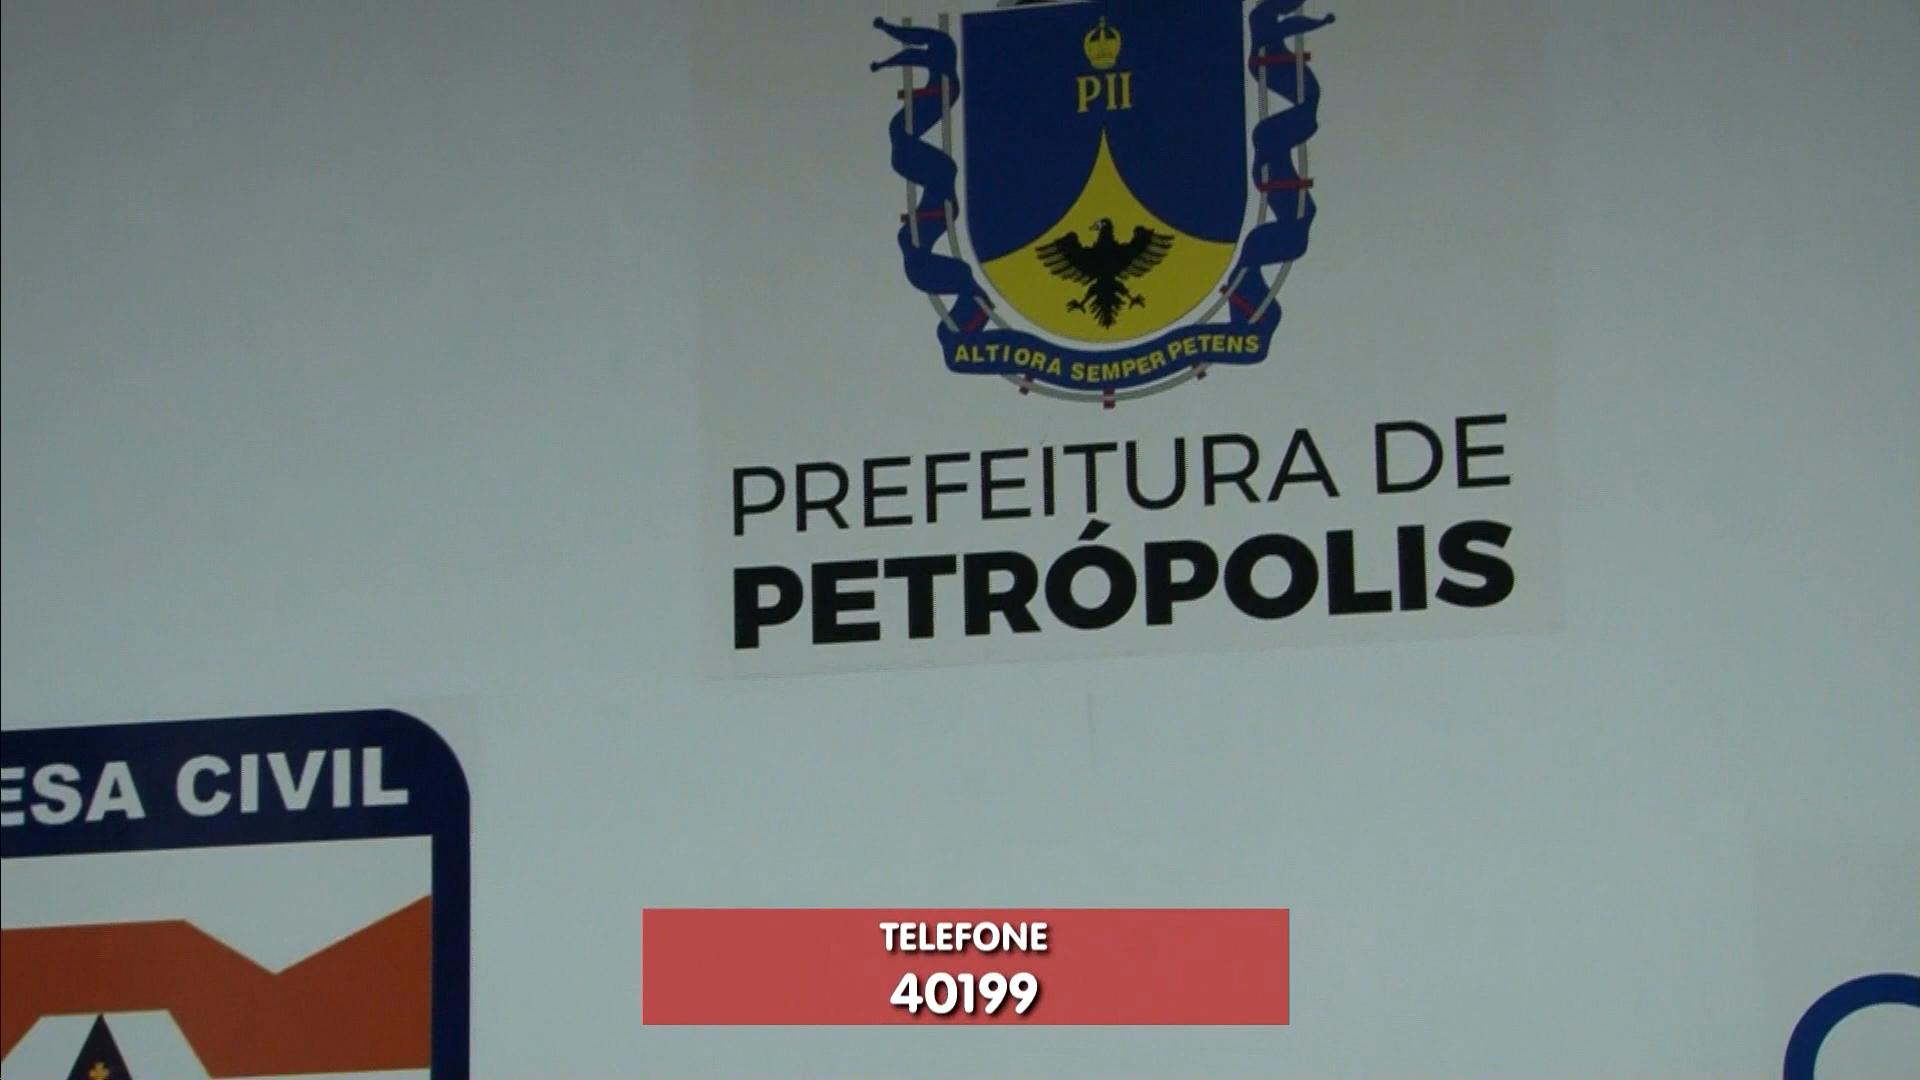 PII
ALTIORA SEMPER PETENS
PREFEITURA DE
PETRÓPOLIS
ESA CIVIL
TELEFONE
40199